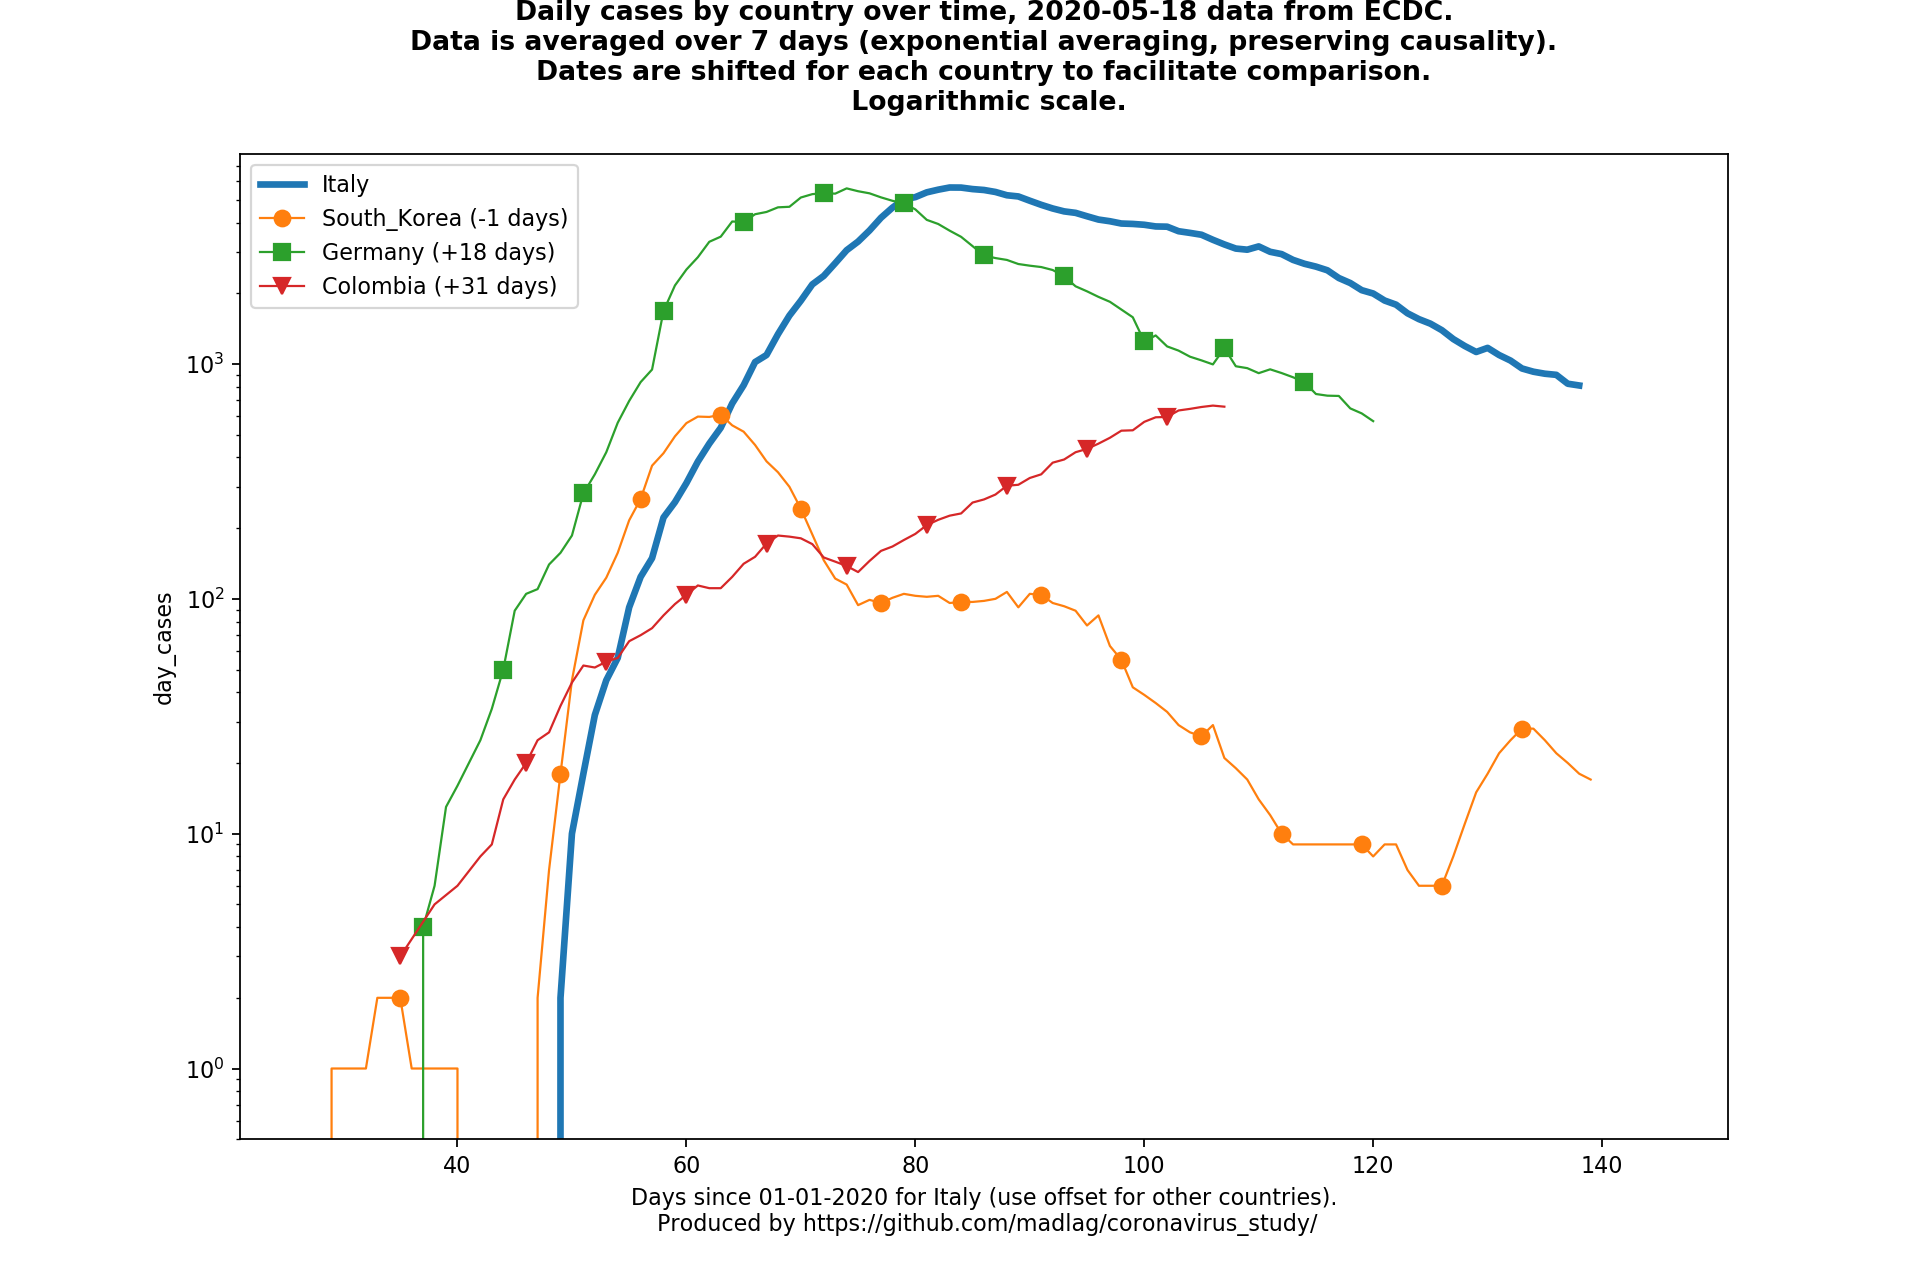 Daily cases by country over time, 2020-05-18 data from ECDC.
Data is averaged over 7 days (exponential averaging, preserving causality).
Dates are shifted for each country to facilitate comparison.
Logarithmic scale.
Italy
South_Korea (-1 days)
Germany (+18 days)
Colombia (+31 days)
day_cases
10³
10²
10¹
10⁰
40 60 80 100 120 140
Days since 01-01-2020 for Italy (use offset for other countries).
Produced by https://github.com/madlag/coronavirus_study/